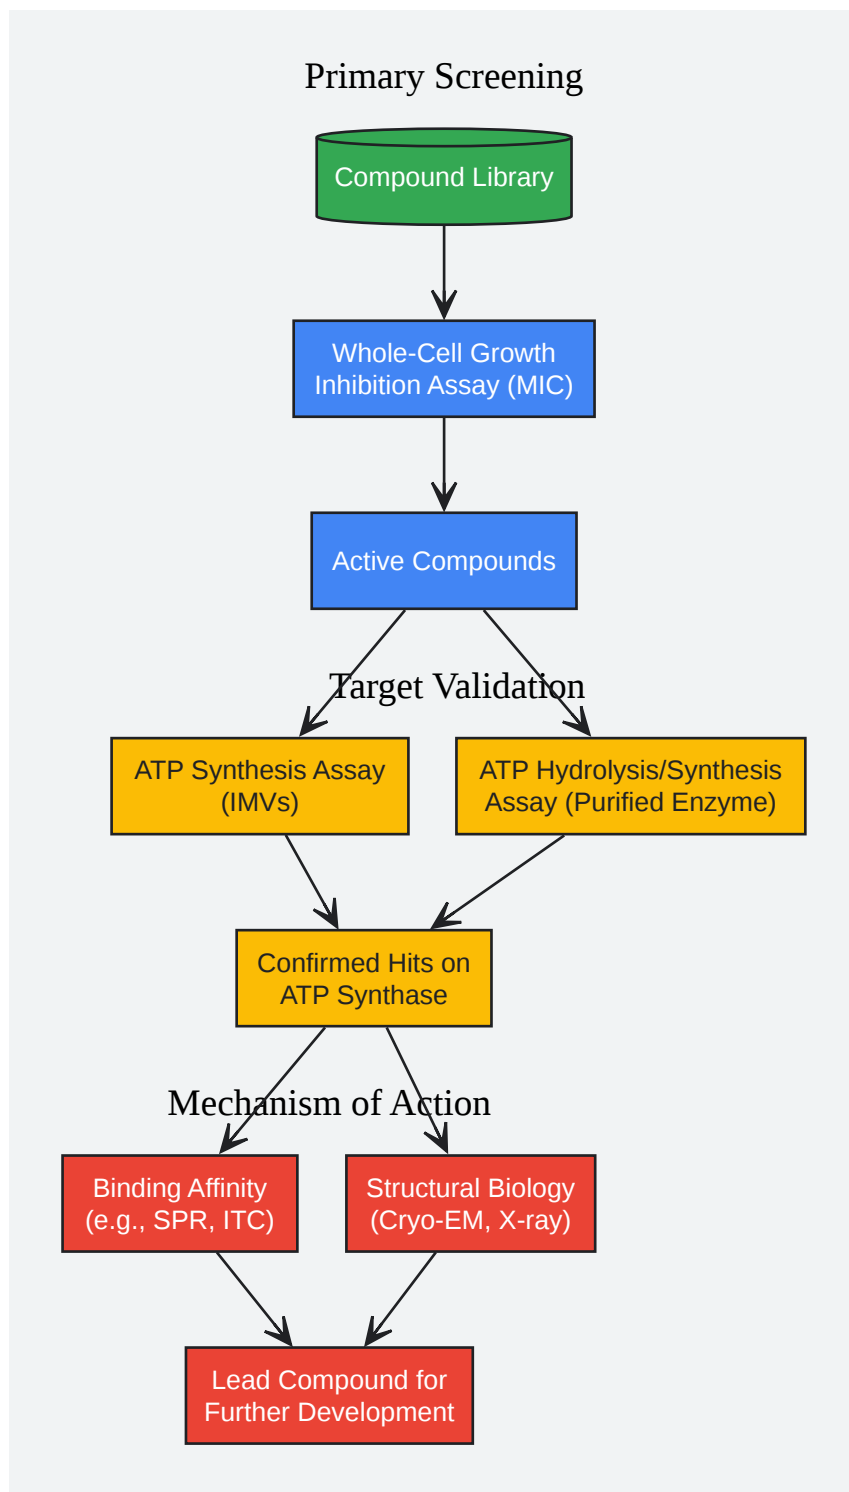 Primary Screening
Compound Library
Whole-Cell Growth
Inhibition Assay (MIC)
Active Compounds
Target Validation
ATP Synthesis Assay
(IMVs)
ATP Hydrolysis/Synthesis
Assay (Purified Enzyme)
Confirmed Hits on
ATP Synthase
Mechanism of Action
Binding Affinity
(e.g., SPR, ITC)
Structural Biology
(Cryo-EM, X-ray)
Lead Compound for
Further Development